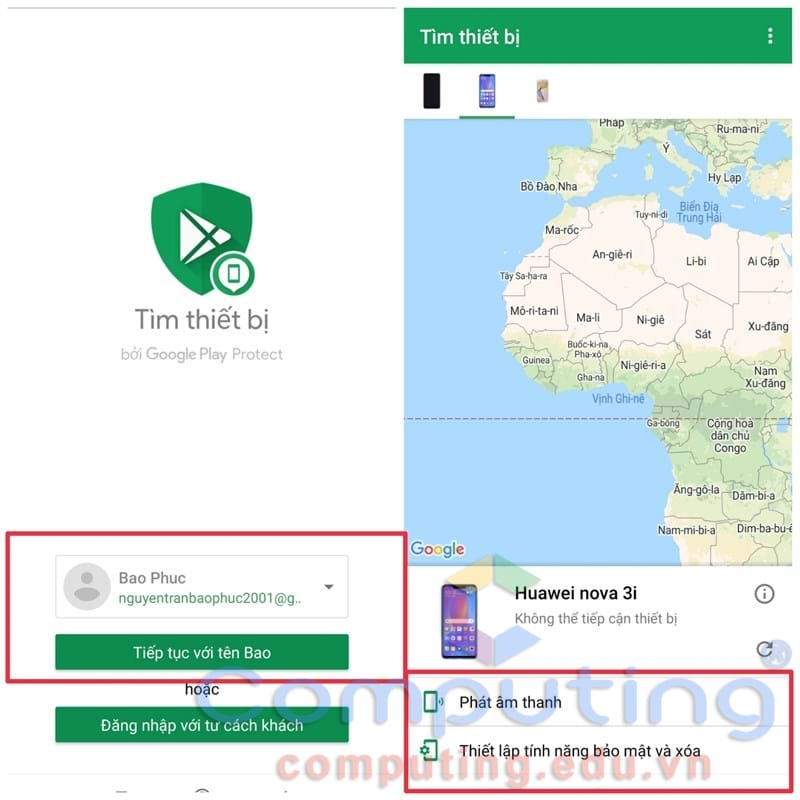 Tìm thiết bị
bởi Google Play Protect
Bao Phuc
nguyentranbaophuc2001@g..
Tiếp tục với tên Bao
hoặc
Đăng nhập với tư cách khách
Tìm thiết bị
Pháp
Ru-ma-ni
Ý
Bồ Đào Nha
Hy Lạp
Tuy-ni-di
Biển Địa
Trung Hải
Ma-rốc
An-giê-ri
Li-bi
Ai Cập
Tây Sa-ha-ra
Mô-ri-ta-ni
Ma-li
Ni-giê
Sát
Xu-đăng
Buốc-ki-na
Pha-xô
Guinea
Gha-na
Ni-giê-ri-a
Nam
Xu-đăng
Vịnh Ghi-nê
Ga-bông
Cộng hoà
dân chủ
Congo
Ăng-gô-la
Dăm-bi-a
Nam-mi-bi-a
Dim-ba-bu-ê
Google
Huawei nova 3i
Không thể tiếp cận thiết bị
Phát âm thanh
Thiết lập tính năng bảo mật và xóa
Computing
computing.edu.vn